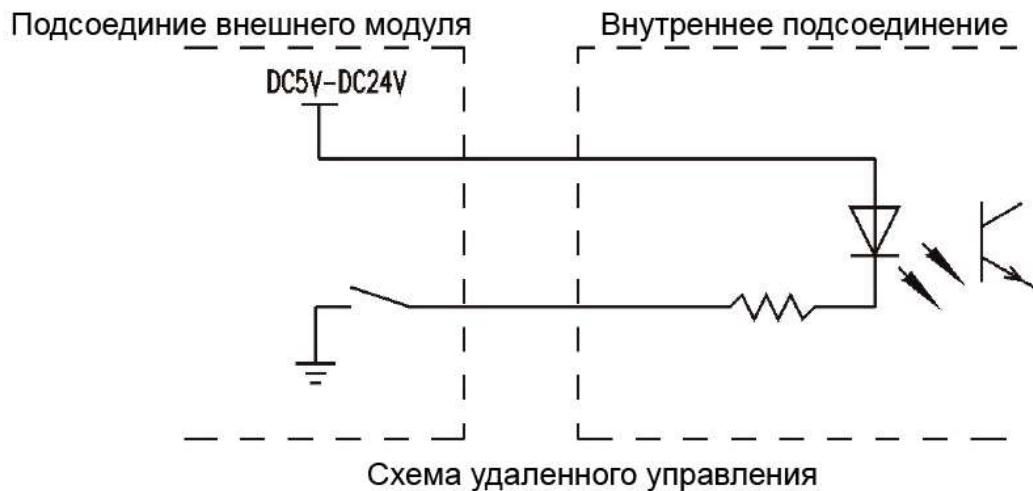 Подсоединие внешнего модуля
Внутреннее подсоединение
DC5V-DC24V
Схема удаленного управления